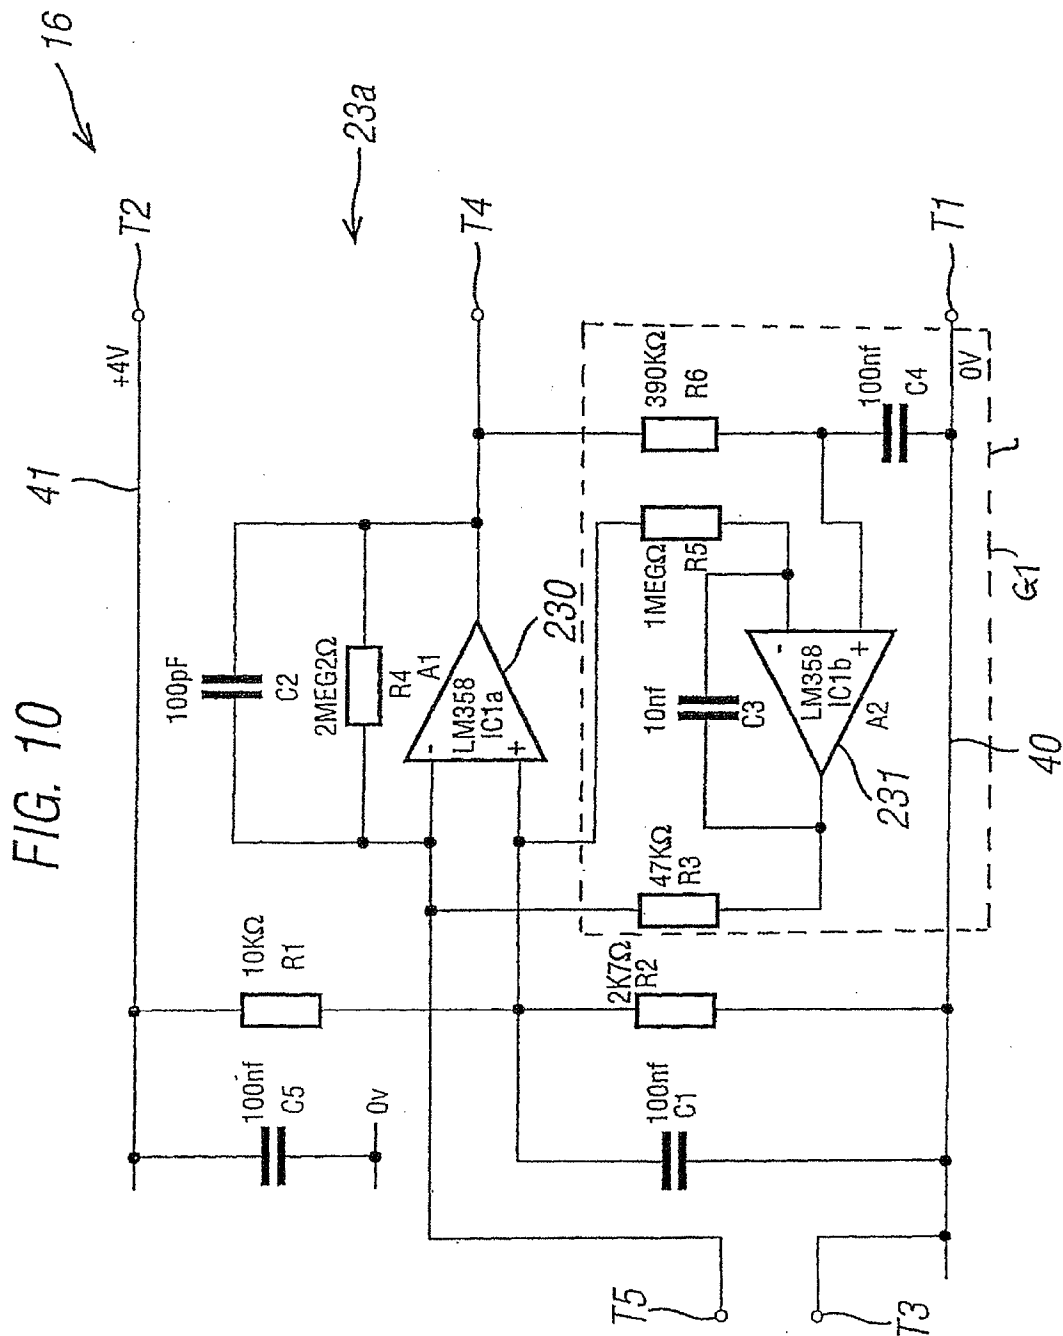 FIG. 10
16
41
T2
+4V
23a
100pF
C2
2MEG2Ω
R4
A1
-
LM358
IC1a
+
230
T4
10KΩ
R1
100nf
C5
0v
390KΩ
R6
1MEGΩ
R5
10nf
C3
-
LM358
IC1b
+
A2
231
47KΩ
R3
2K7Ω
R2
100nf
C1
100nf
C4
0V
T1
G1
40
T5
T3